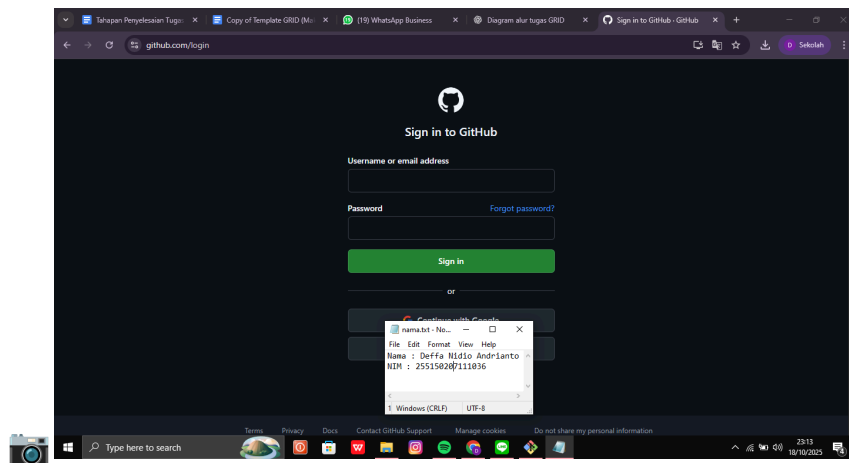 Tahapan Penyelesaian Tugas
Copy of Template GRID (Ma
(19) WhatsApp Business
Diagram alur tugas GRID
Sign in to GitHub · GitHub
github.com/login
D Sekolah
Sign in to GitHub
Username or email address
Password
Forgot password?
Sign in
or
Continue with Google
nama.txt - No...
File Edit Format View Help
Nama : Deffa Nidio Andrianto
NIM : 255150207111036
1 Windows (CRLF) UTF-8
Terms Privacy Docs Contact GitHub Support Manage cookies Do not share my personal information
Type here to search
23:13
18/10/2025